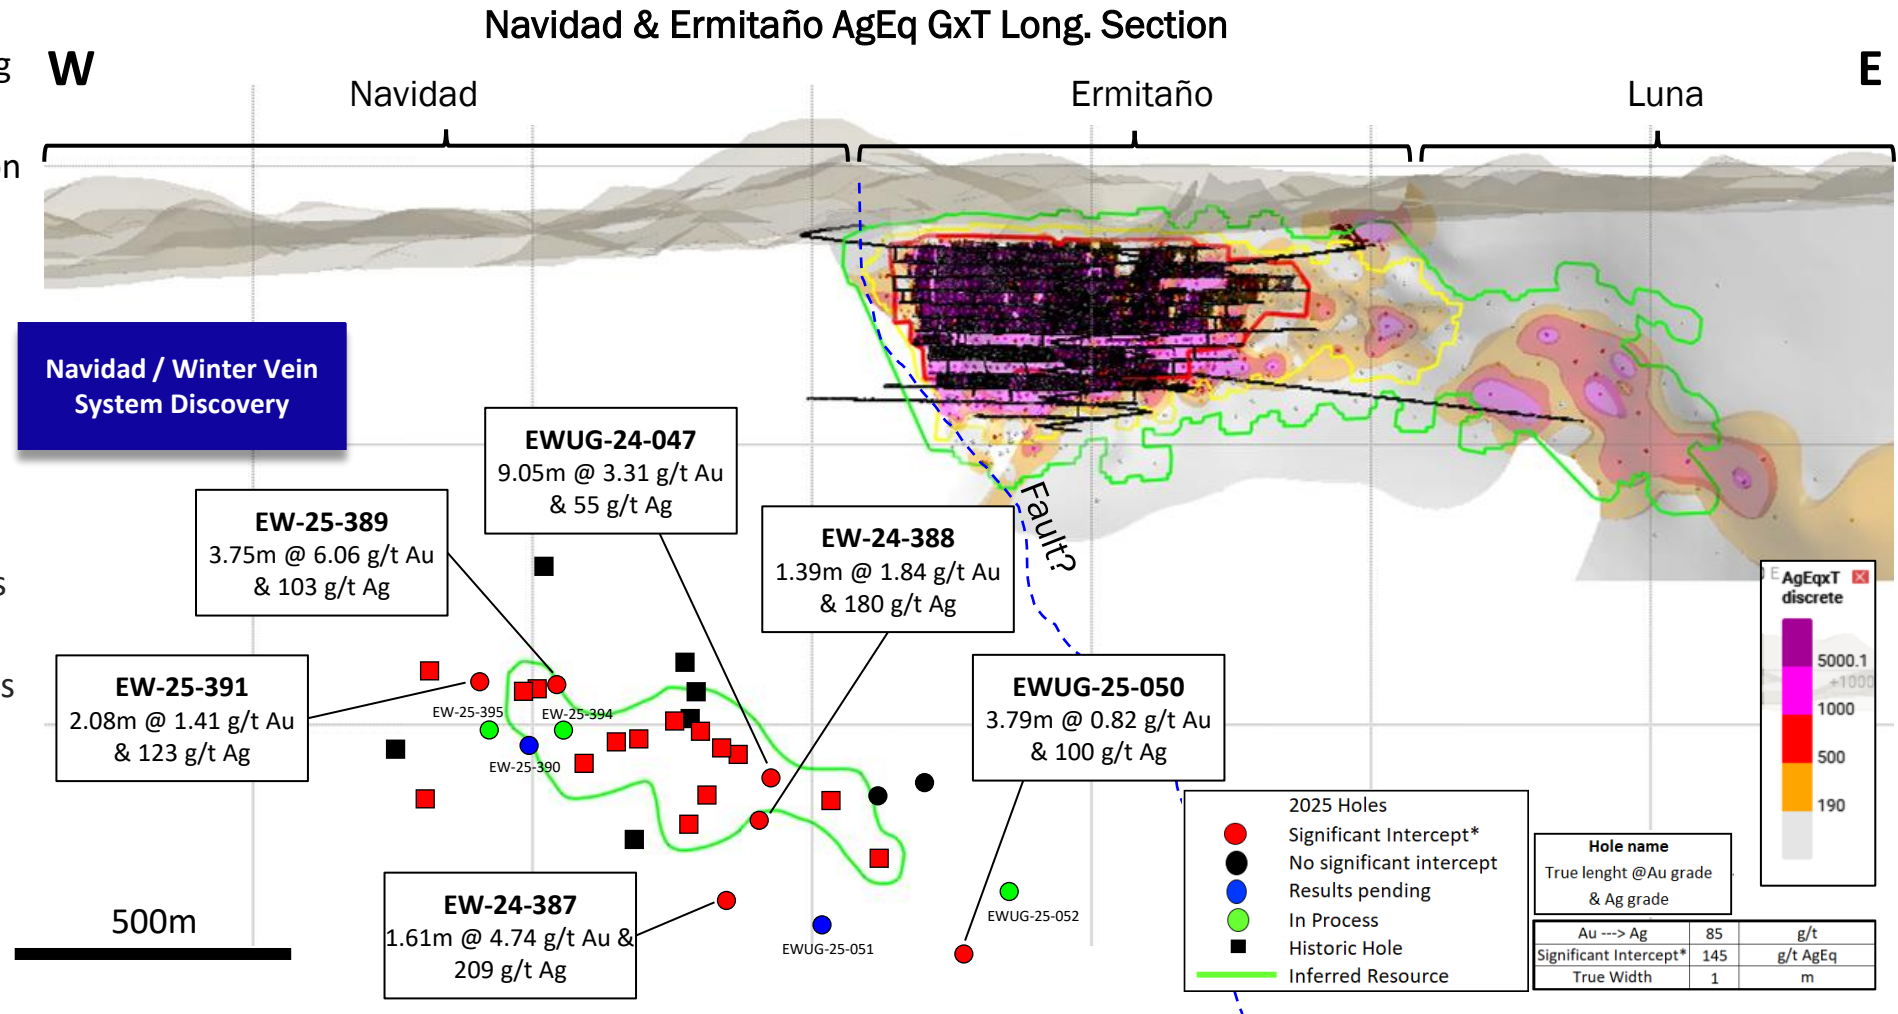 Navidad & Ermitaño AgEq GxT Long. Section
g
W
E
Navidad
Ermitaño
Luna
on
Navidad / Winter Vein
System Discovery
EWUG-24-047
9.05m @ 3.31 g/t Au
& 55 g/t Ag
EW-25-389
3.75m @ 6.06 g/t Au
& 103 g/t Ag
EW-24-388
1.39m @ 1.84 g/t Au
& 180 g/t Ag
Fault?
s
s
EW-25-391
2.08m @ 1.41 g/t Au
& 123 g/t Ag
EW-25-395
EW-25-394
EW-25-390
EWUG-25-050
3.79m @ 0.82 g/t Au
& 100 g/t Ag
EW-24-387
1.61m @ 4.74 g/t Au &
209 g/t Ag
EWUG-25-051
EWUG-25-052
500m
AgEqxT
discrete
5000.1
+1000
1000
500
190
2025 Holes
Significant Intercept*
No significant intercept
Results pending
In Process
Historic Hole
Inferred Resource
Hole name
True lenght @Au grade
& Ag grade
Au ---> Ag 85 g/t
Significant Intercept* 145 g/t AgEq
True Width 1 m